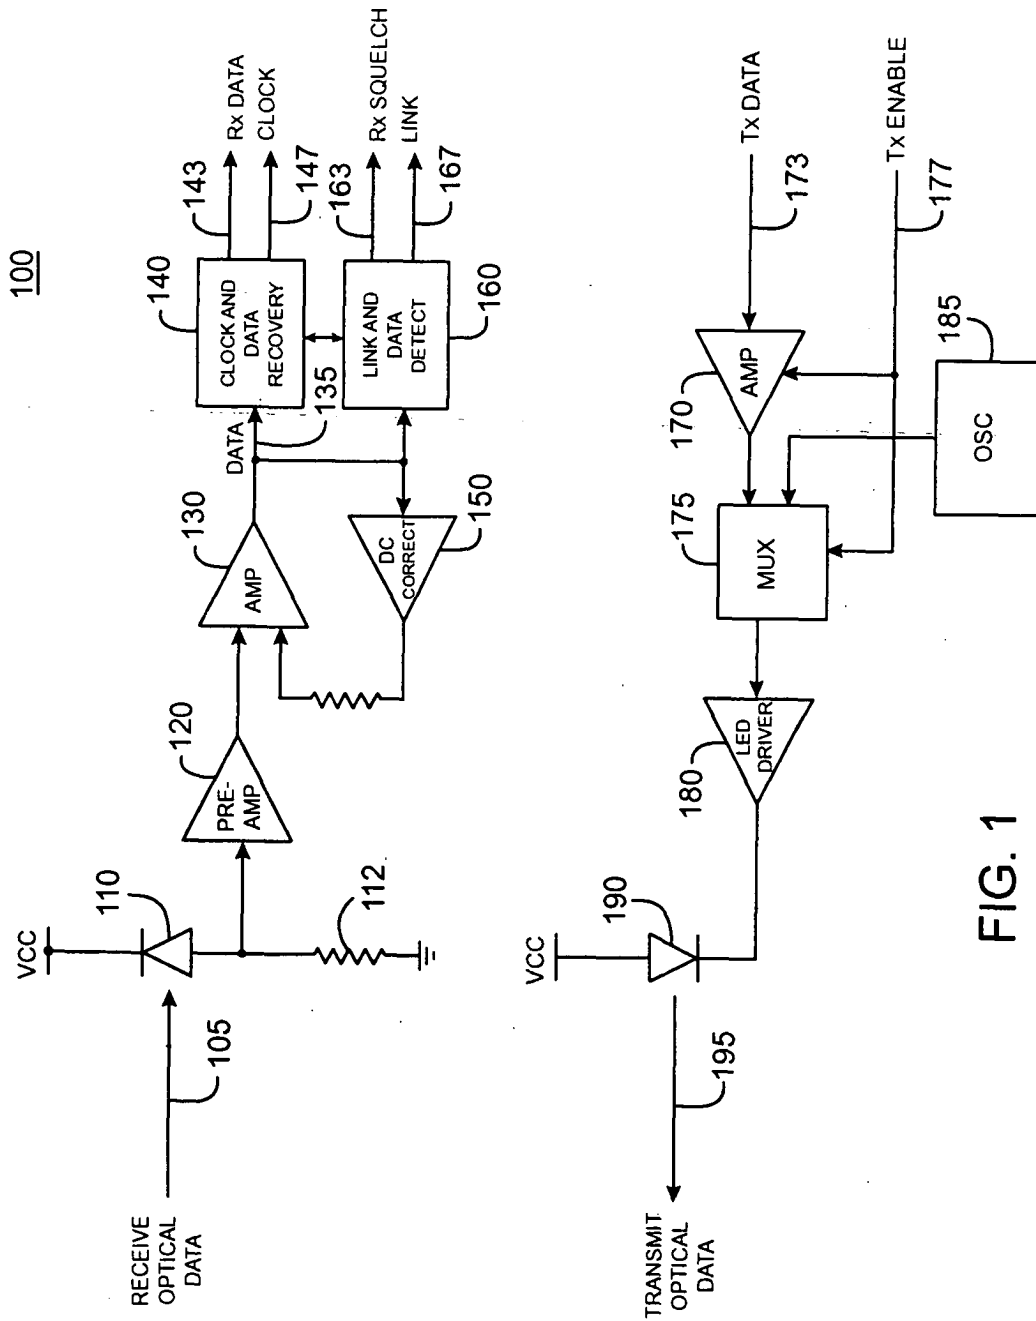 100
VCC
110
RECEIVE
OPTICAL
DATA
105
112
PRE-
AMP
120
AMP
130
DATA
135
DC
CORRECT
150
CLOCK AND
DATA
RECOVERY
140
LINK AND
DATA
DETECT
160
143
Rx DATA
CLOCK
147
163
Rx SQUELCH
LINK
167
VCC
190
TRANSMIT
OPTICAL
DATA
195
LED
DRIVER
180
MUX
175
AMP
170
Tx DATA
173
Tx ENABLE
177
OSC
185
FIG. 1